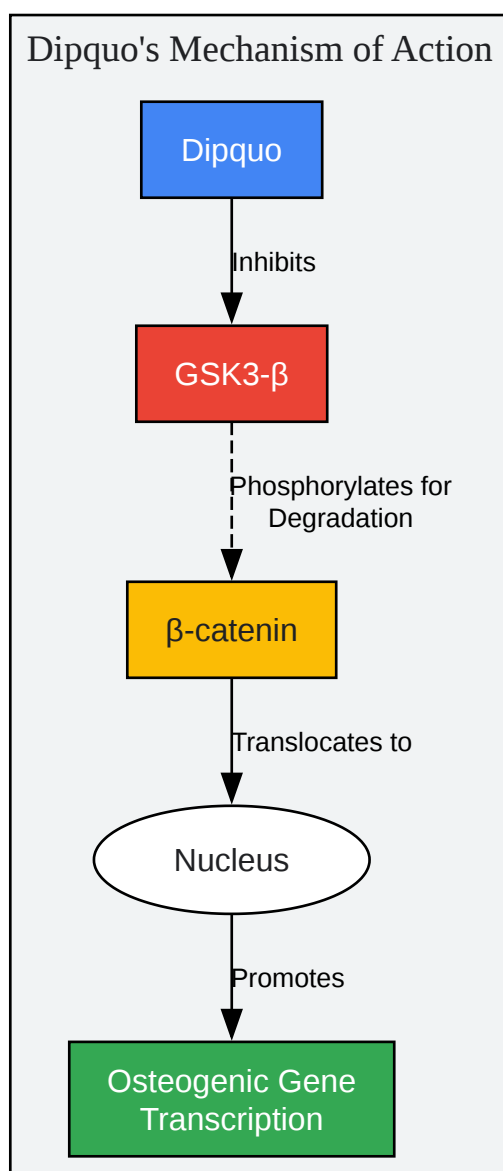 Dipquo's Mechanism of Action
Dipquo
Inhibits
GSK3-β
Phosphorylates for
Degradation
β-catenin
Translocates to
Nucleus
Promotes
Osteogenic Gene
Transcription